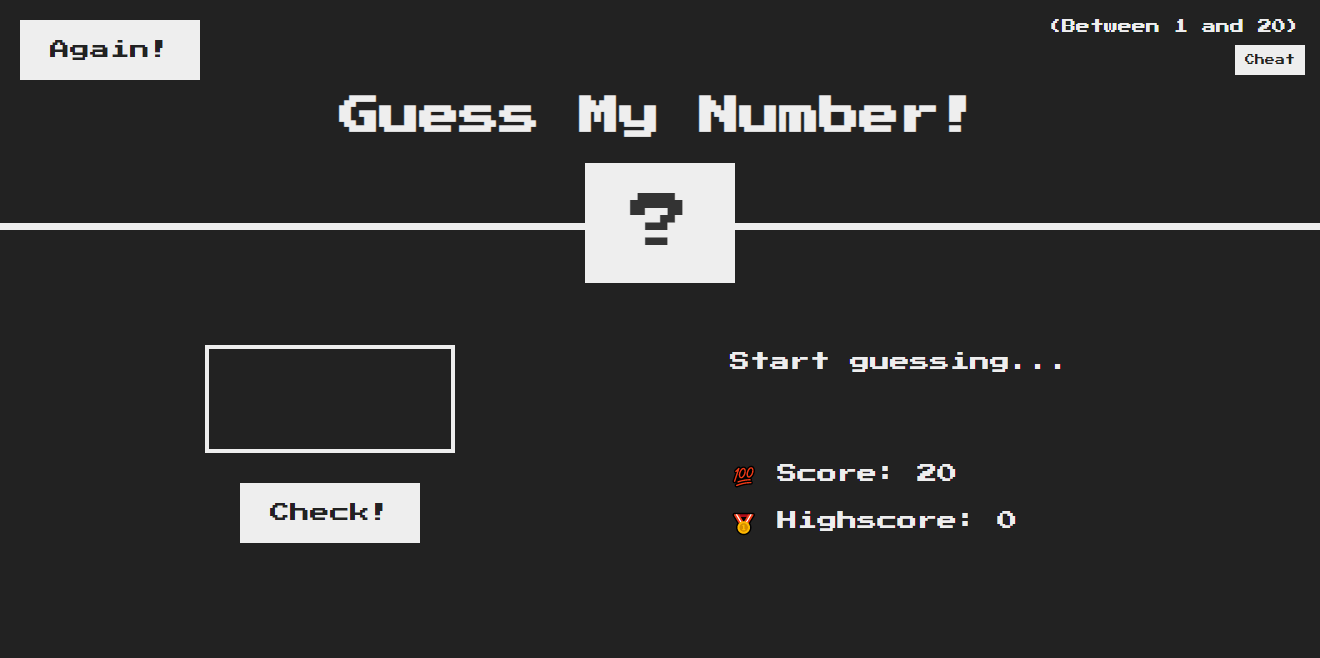 Again!
(Between 1 and 20)
Cheat
Guess My Number!
?
Start guessing...
💯 Score: 20
🥇 Highscore: 0
Check!